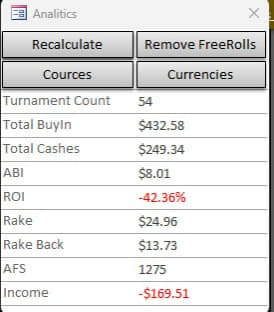 Analitics
Recalculate Remove FreeRolls
Cources Currencies
Turnament Count 54
Total BuyIn $432.58
Total Cashes $249.34
ABI $8.01
ROI -42.36%
Rake $24.96
Rake Back $13.73
AFS 1275
Income -$169.51